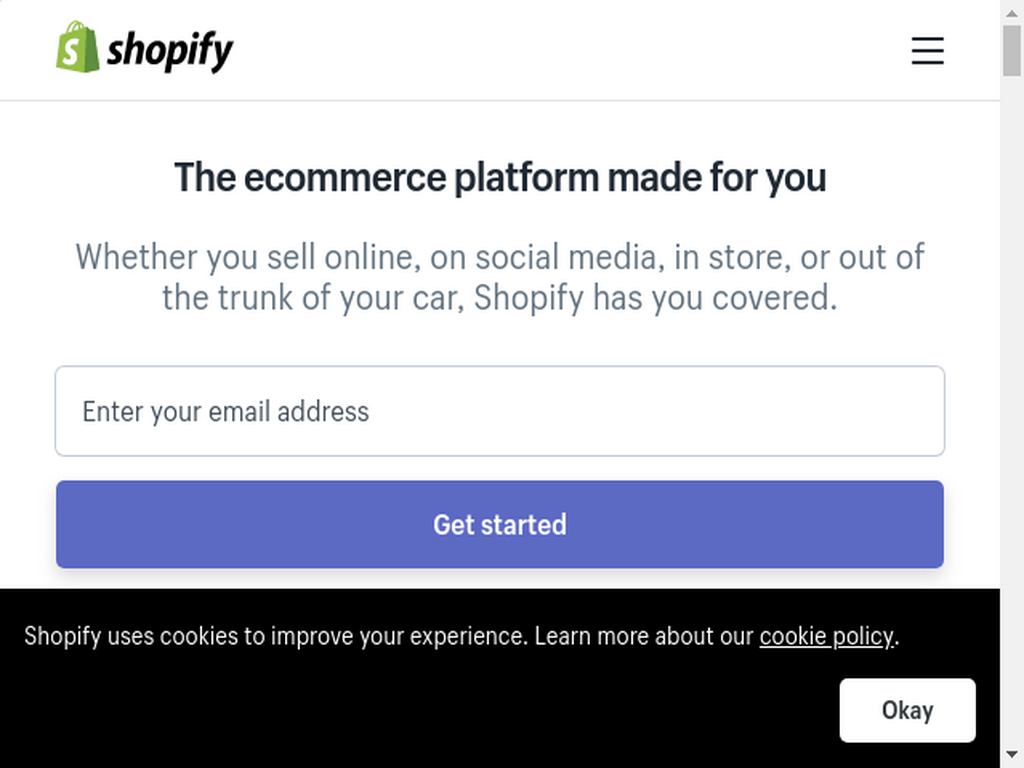 shopify
The ecommerce platform made for you
Whether you sell online, on social media, in store, or out of
the trunk of your car, Shopify has you covered.
Enter your email address
Get started
Shopify uses cookies to improve your experience. Learn more about our cookie policy.
Okay